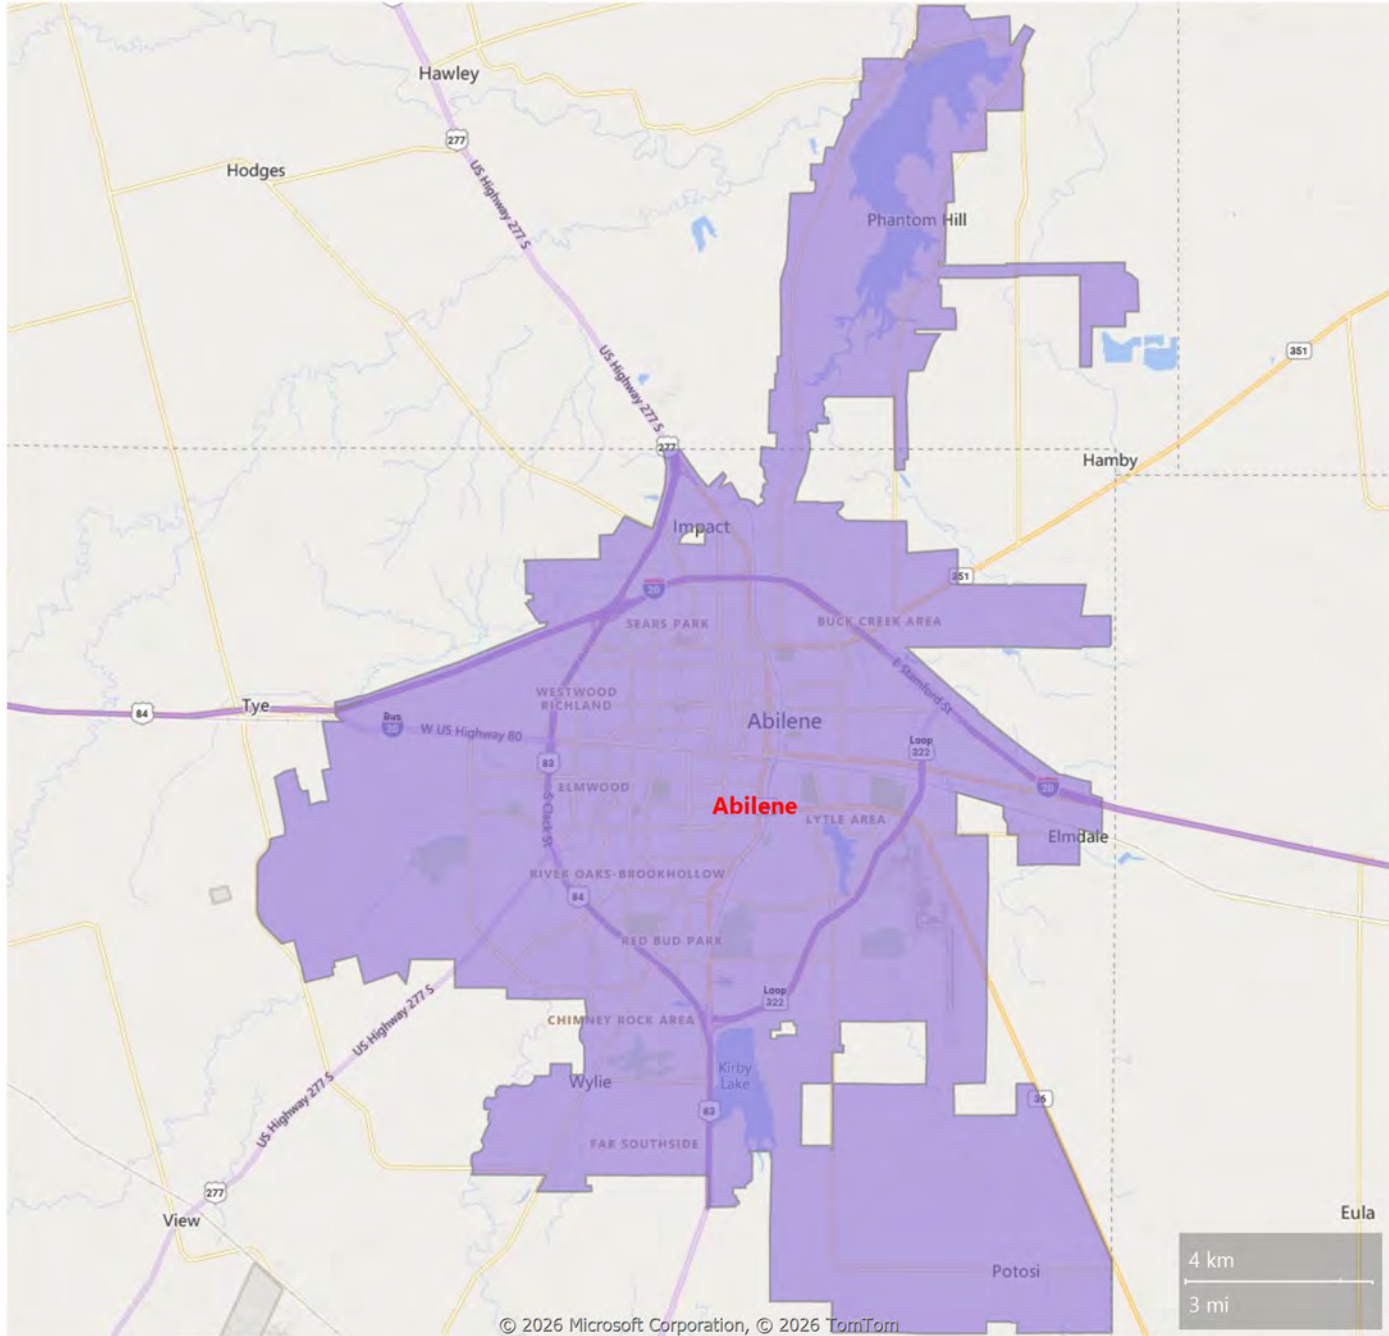 Hawley
277
Hodges
US Highway 277 S
Phantom Hill
US Highway 277 S
351
277
Hamby
Impact
351
20
SEARS PARK
BUCK CREEK AREA
E Stamford St
WESTWOOD
RICHLAND
Tye
84
Bus
20
W US Highway 80
Abilene
Loop
322
83
ELMWOOD
S Clack St
20
Abilene
LYTLE AREA
Elmdale
RIVER OAKS-BROOKHOLLOW
84
RED BUD PARK
US Highway 277 S
Loop
322
CHIMNEY ROCK AREA
Kirby
Lake
Wylie
US Highway 277 S
83
36
FAR SOUTHSIDE
277
View
Eula
Potosi
4 km
3 mi
© 2026 Microsoft Corporation, © 2026 TomTom